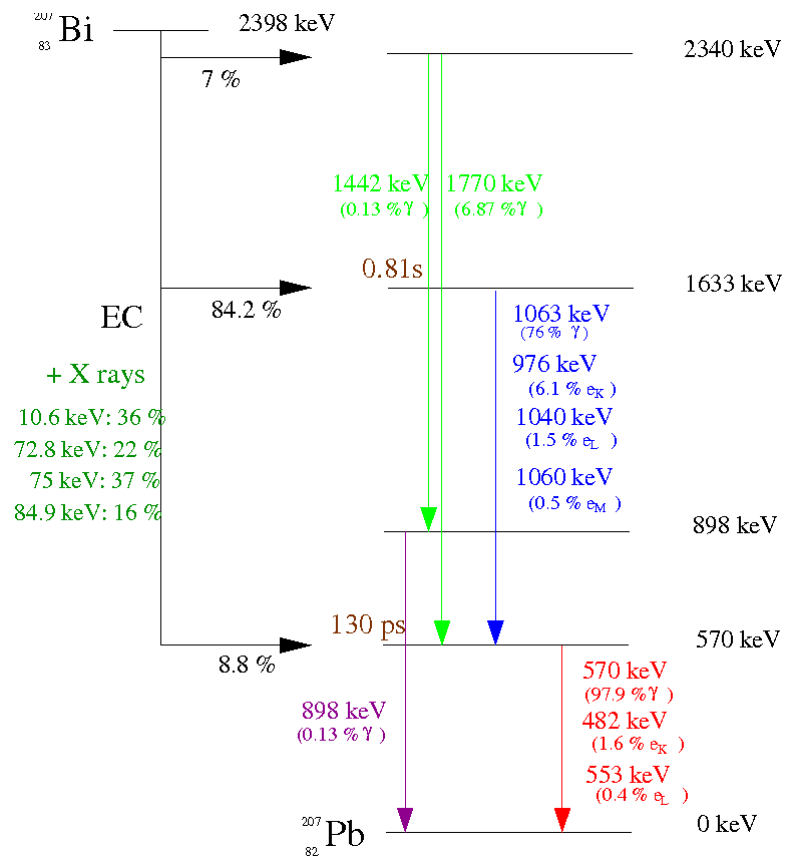 207
83 Bi 2398 keV
2340 keV
7 %
1442 keV 1770 keV
(0.13 % γ ) (6.87 % γ )
0.81s
1633 keV
84.2 %
EC
1063 keV
(76 % γ )
976 keV
(6.1 % eK )
1040 keV
(1.5 % eL )
1060 keV
(0.5 % eM )
+ X rays
10.6 keV: 36 %
72.8 keV: 22 %
75 keV: 37 %
84.9 keV: 16 %
898 keV
130 ps
570 keV
8.8 %
570 keV
(97.9 % γ )
482 keV
(1.6 % eK )
553 keV
(0.4 % eL )
898 keV
(0.13 % γ )
207
82 Pb
0 keV